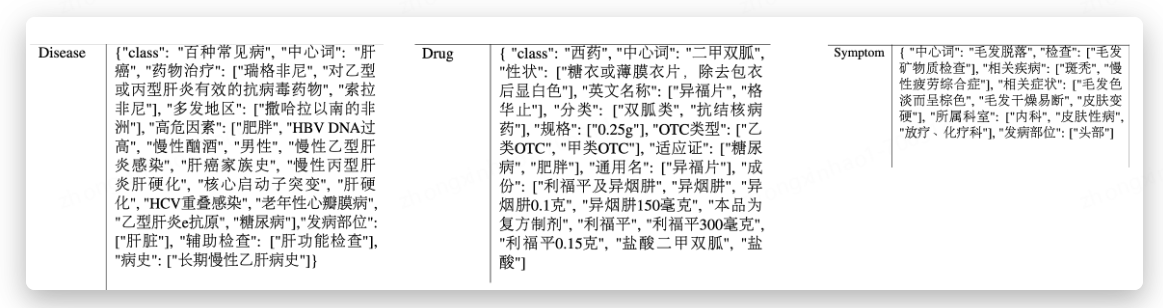 Disease
{"class": "百种常见病", "中心词": "肝
癌", "药物治疗": ["瑞格非尼", "对乙型
或丙型肝炎有效的抗病毒药物", "索拉
非尼"], "多发地区": ["撒哈拉以南的非
洲"], "高危因素": ["肥胖", "HBV DNA过
高", "慢性酗酒", "男性", "慢性乙型肝
炎感染", "肝癌家族史", "慢性丙型肝
炎肝硬化", "核心启动子突变", "肝硬
化", "HCV重叠感染", "老年性心瓣膜病",
"乙型肝炎e抗原", "糖尿病"],"发病部位":
["肝脏"], "辅助检查": ["肝功能检查"],
"病史": ["长期慢性乙肝病史"]}
Drug
{ "class": "西药", "中心词": "二甲双胍",
"性状": ["糖衣或薄膜衣片，除去包衣
后显白色"], "英文名称": ["异福片", "格
华止"], "分类": ["双胍类", "抗结核病
药"], "规格": ["0.25g"], "OTC类型": ["乙
类OTC", "甲类OTC"], "适应证": ["糖尿
病", "肥胖"], "通用名": ["异福片"], "成
份": ["利福平及异烟肼", "异烟肼", "异
烟肼0.1克", "异烟肼150毫克", "本品为
复方制剂", "利福平", "利福平300毫克",
"利福平0.15克", "盐酸二甲双胍", "盐
酸"]
Symptom
{ "中心词": "毛发脱落", "检查": ["毛发
矿物质检查"], "相关疾病": ["斑秃", "慢
性疲劳综合症"], "相关症状": ["毛发色
淡而呈棕色", "毛发干燥易断", "皮肤变
硬"], "所属科室": ["内科", "皮肤性病",
"放疗、化疗科"], "发病部位": ["头部"]